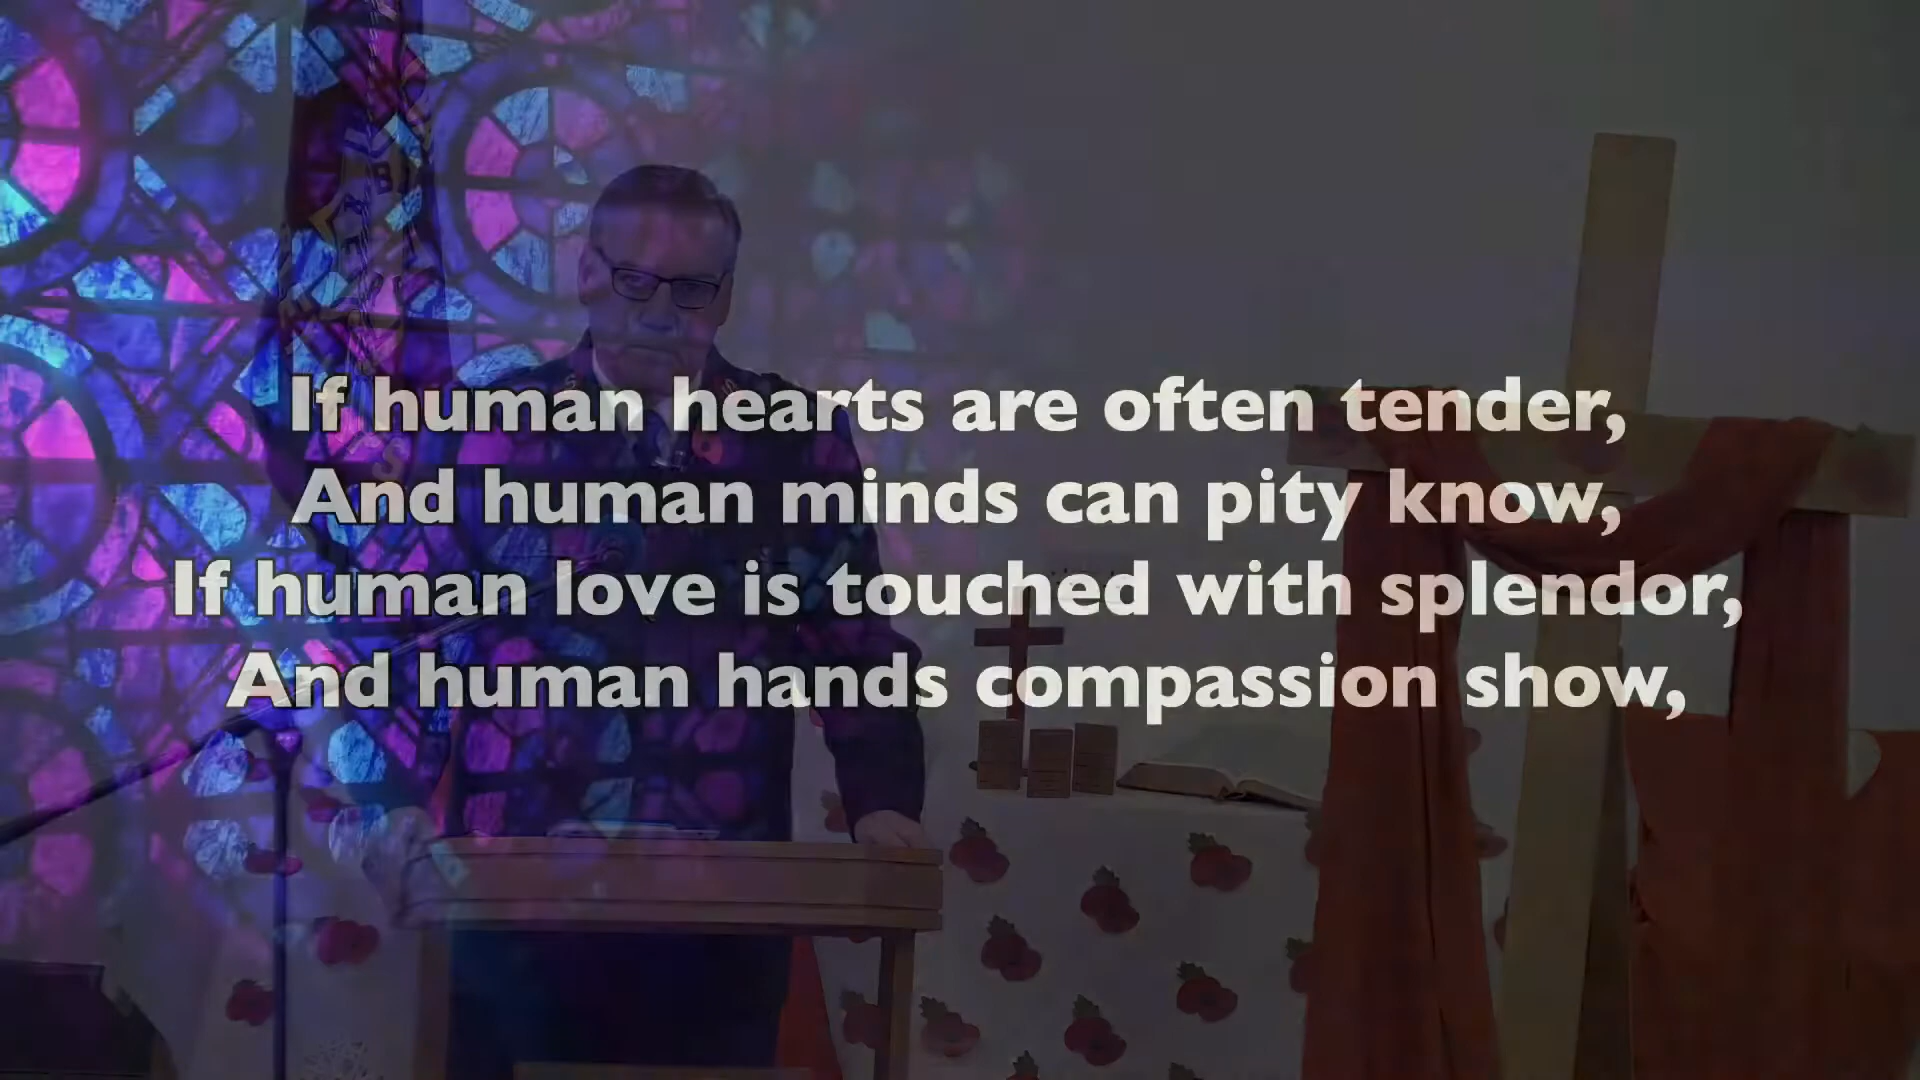 If human hearts are often tender,
And human minds can pity know,
If human love is touched with splendor,
And human hands compassion show,